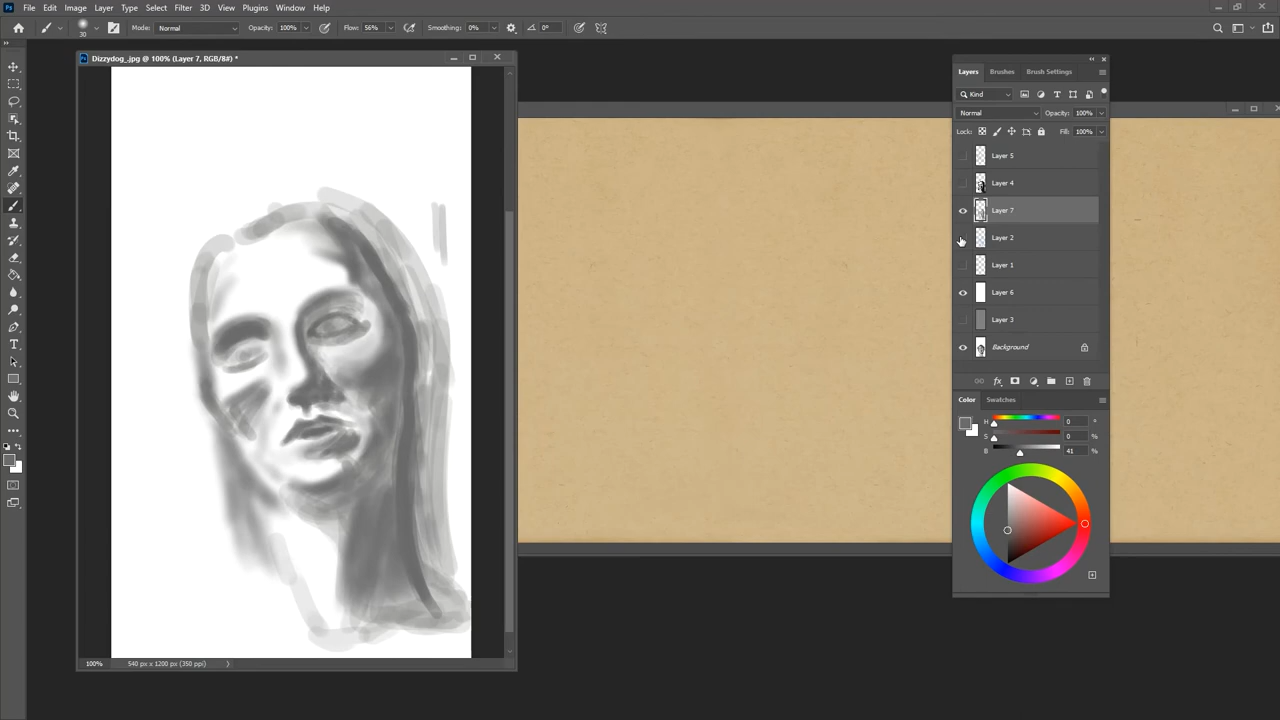 Ps File Edit Image Layer Type Select Filter 3D View Plugins Window Help
30 Mode: Normal Opacity: 100% Flow: 56% Smoothing: 0% 0°
Dizzydog_.jpg @ 100% (Layer 7, RGB/8#) *
Layers Brushes Brush Settings
Kind
Normal Opacity: 100%
Lock: Fill: 100%
Layer 5
Layer 4
Layer 7
Layer 2
Layer 1
Layer 6
Layer 3
Background
fx
Color Swatches
H 0 °
S 0 %
B 41 %
100% 540 px x 1200 px (350 ppi)